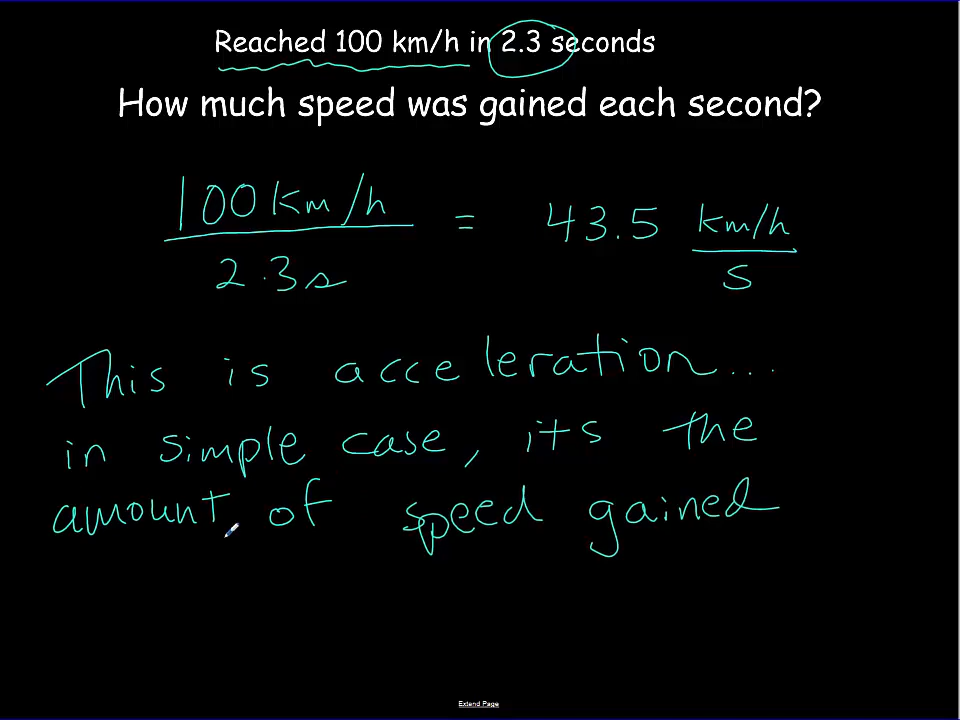 Reached 100 km/h in 2.3 seconds
How much speed was gained each second?
100 km/h = 43.5 km/h
2.3s s
This is acceleration...
in simple case, its the
amount of speed gained
Extend Page